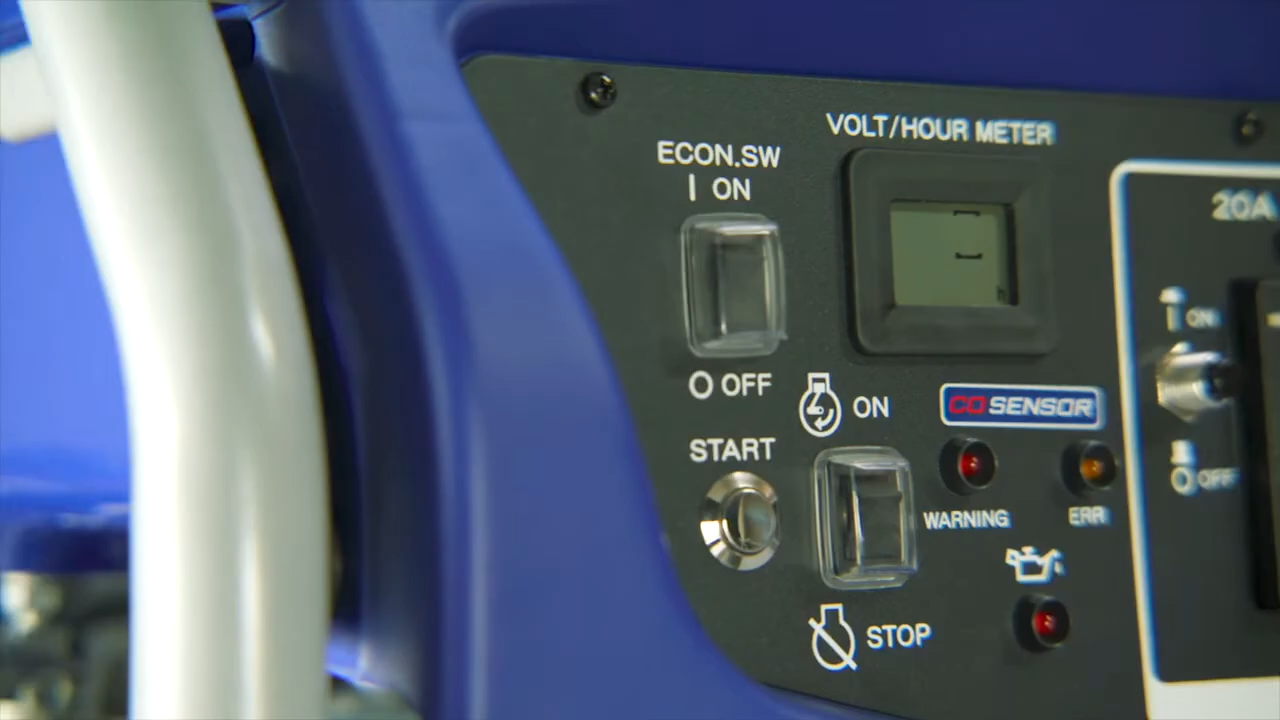 VOLT/HOUR METER
ECON.SW
I ON
20A
ON
O OFF
ON
CO SENSOR
START
OFF
WARNING
ERR
STOP